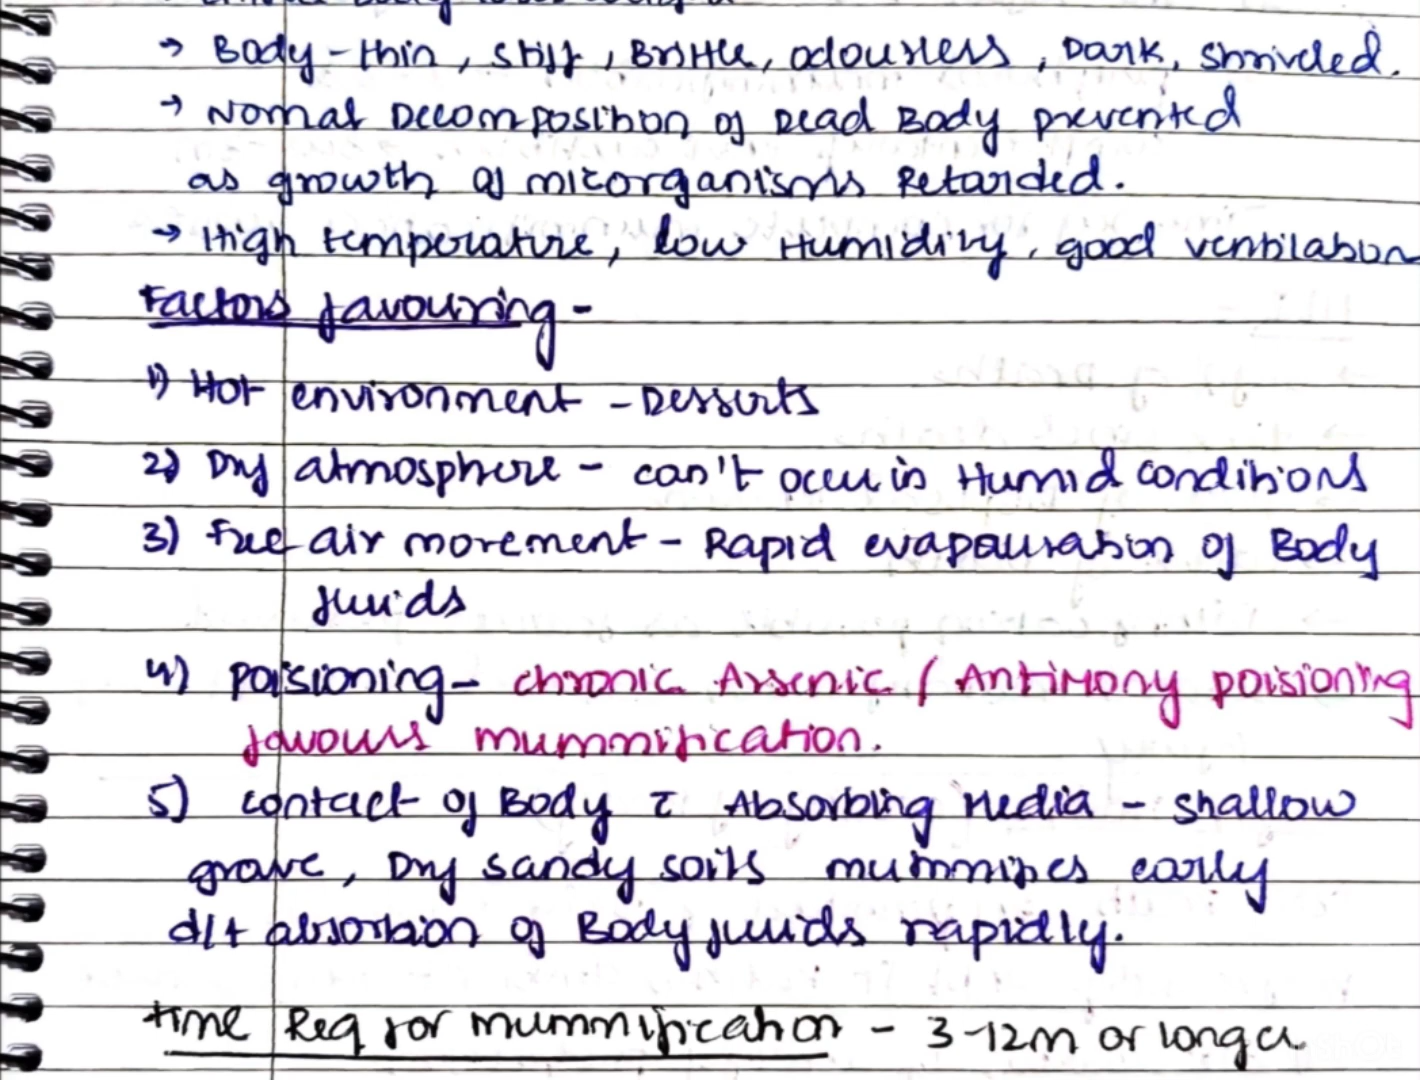 → Body - thin, stiff, Brittle, odourless, Dark, Shrivded.
→ Nomal Decomposition of Dead Body prevented
as growth of micorganisms Retarded.
→ High temperature, low Humidity, good ventilation
Factors favouring -
1) Hot environment - Desserts
2) Dry atmosphere - can't occur in Humid conditions
3) Free air movement - Rapid evapauration of Body
fluids
4) Poisioning - chronic Arsenic / Antimony poisioning
favours mummification.
5) contact of Body c̄ Absorbing Media - shallow
grave, Dry sandy soils mummifies early
d/t absorbion of Body fluids rapidly.
time Req for mummification - 3-12m or longer.